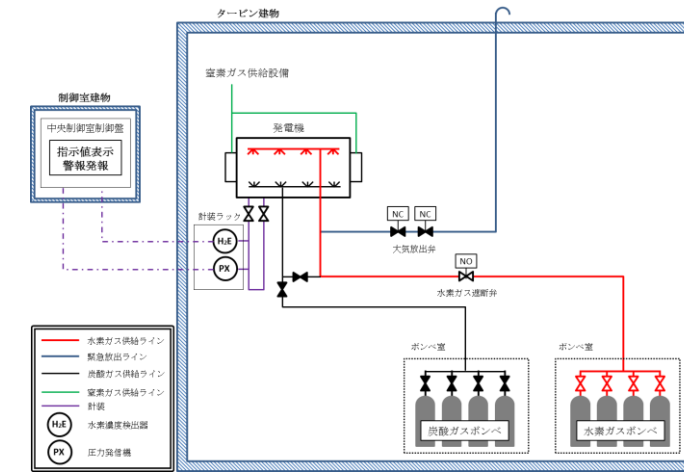 タービン建物
窒素ガス供給設備
制御室建物
中央制御室制御盤
指示値表示
警報発報
発電機
計装ラック
H₂E
PX
NC
NC
大気放出弁
NO
水素ガス遮断弁
ボンベ室
ボンベ室
炭酸ガスボンベ
水素ガスボンベ
水素ガス供給ライン
緊急放出ライン
炭酸ガス供給ライン
窒素ガス供給ライン
計装
H₂E
水素濃度検出器
PX
圧力発信機